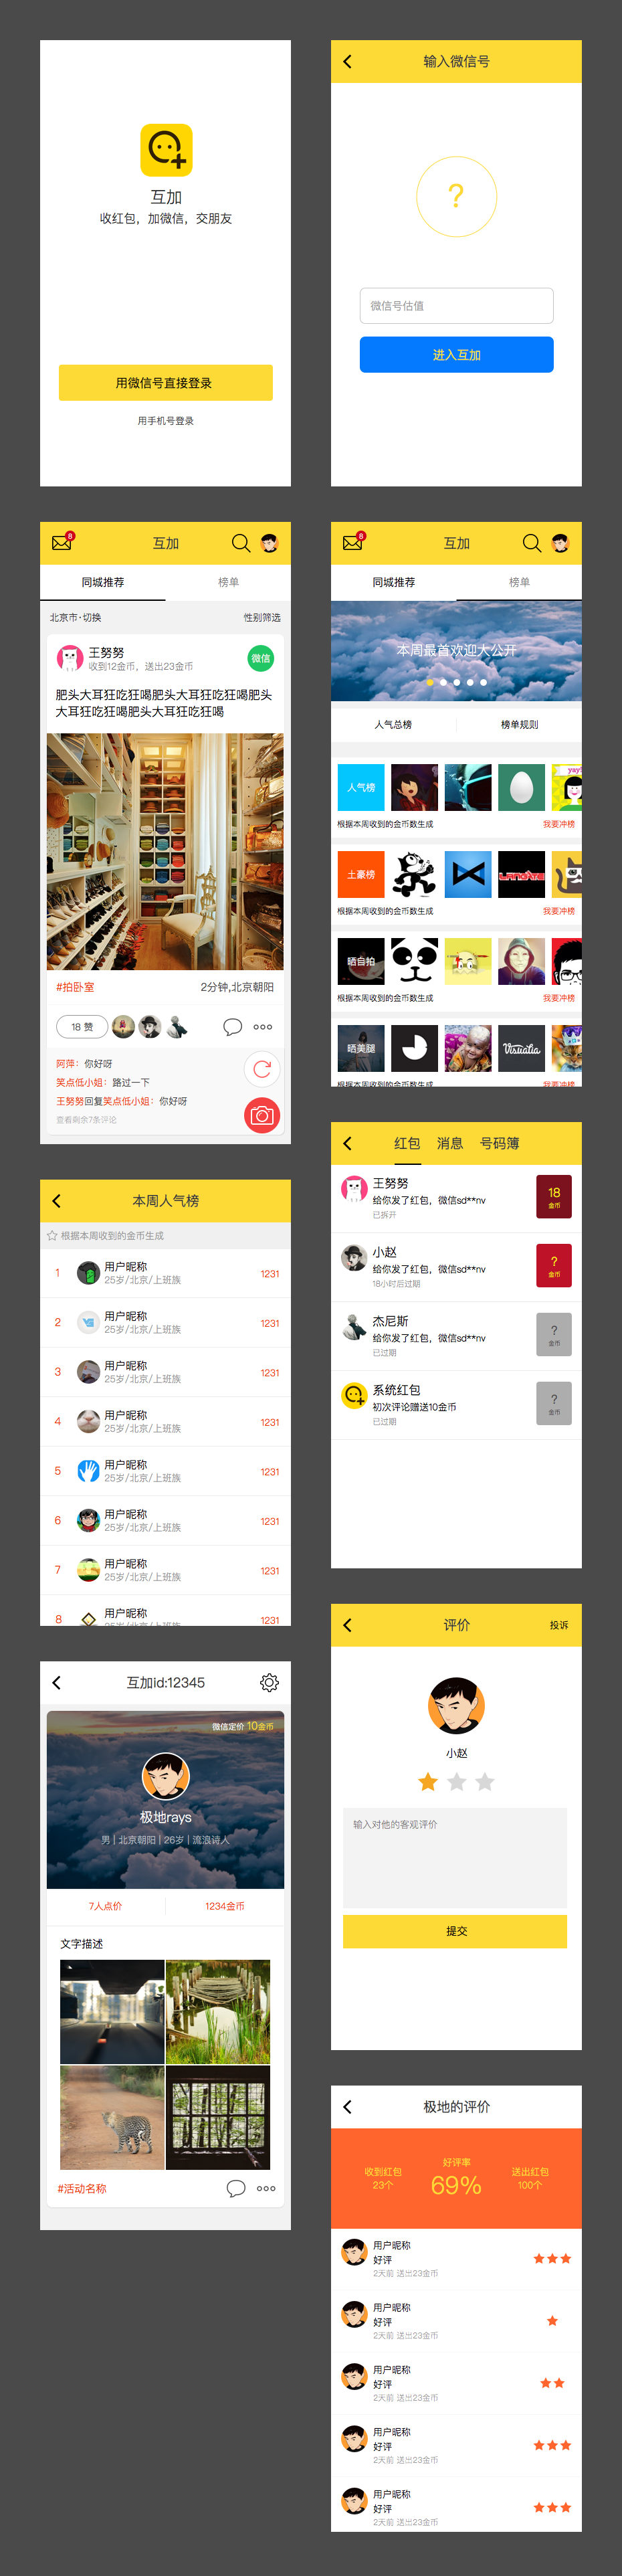 互加
收红包，加微信，交朋友
用微信号直接登录
用手机号登录
输入微信号
?
微信号估值
进入互加
8
互加
同城推荐
榜单
北京市·切换
性别筛选
王努努
收到12金币，送出23金币
微信
肥头大耳狂吃狂喝肥头大耳狂吃狂喝肥头
大耳狂吃狂喝肥头大耳狂吃狂喝
#拍卧室
2分钟,北京朝阳
18 赞
阿萍：你好呀
笑点低小姐：路过一下
王努努回复笑点低小姐：你好呀
查看剩余7条评论
8
互加
同城推荐
榜单
本周最首欢迎大公开
人气总榜
榜单规则
人气榜
yay!
根据本周收到的金币数生成
我要冲榜
土豪榜
根据本周收到的金币数生成
我要冲榜
晒自拍
根据本周收到的金币数生成
我要冲榜
晒美腿
Visualia
根据本周收到的金币数生成
我要冲榜
本周人气榜
根据本周收到的金币生成
1
用户昵称
25岁/北京/上班族
1231
2
用户昵称
25岁/北京/上班族
1231
3
用户昵称
25岁/北京/上班族
1231
4
用户昵称
25岁/北京/上班族
1231
5
用户昵称
25岁/北京/上班族
1231
6
用户昵称
25岁/北京/上班族
1231
7
用户昵称
25岁/北京/上班族
1231
8
用户昵称
25岁/北京/上班族
1231
红包
消息
号码簿
王努努
给你发了红包，微信sd**nv
已拆开
18
金币
小赵
给你发了红包，微信sd**nv
18小时后过期
?
金币
杰尼斯
给你发了红包，微信sd**nv
已过期
?
金币
系统红包
初次评论赠送10金币
已过期
?
金币
互加id:12345
微信定价 10金币
极地rays
男 | 北京朝阳 | 26岁 | 流浪诗人
7人点价
1234金币
文字描述
#活动名称
评价
投诉
小赵
输入对他的客观评价
提交
极地的评价
收到红包
23个
好评率
69%
送出红包
100个
用户昵称
好评
2天前 送出23金币
用户昵称
好评
2天前 送出23金币
用户昵称
好评
2天前 送出23金币
用户昵称
好评
2天前 送出23金币
用户昵称
好评
2天前 送出23金币